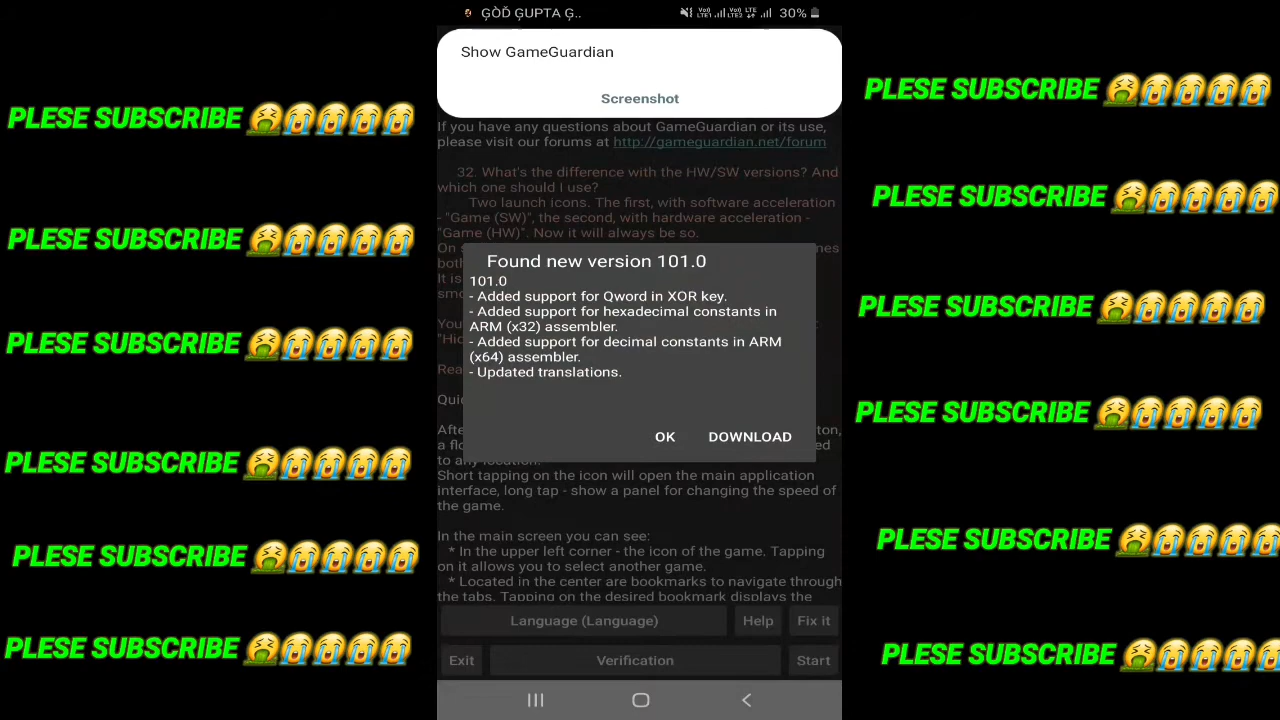 ĢÒĎ ĢUPTA Ģ..
Vo) LTE1 Vo) LTE2 LTE 30%
Show GameGuardian
Screenshot
If you have any questions about GameGuardian or its use,
please visit our forums at http://gameguardian.net/forum
32. What's the difference with the HW/SW versions? And
which one should I use?
Two launch icons. The first, with software acceleration
- "Game (SW)", the second, with hardware acceleration -
"Game (HW)". Now it will always be so.
Found new version 101.0
101.0
- Added support for Qword in XOR key.
- Added support for hexadecimal constants in
ARM (x32) assembler.
- Added support for decimal constants in ARM
(x64) assembler.
- Updated translations.
OK DOWNLOAD
to any location.
Short tapping on the icon will open the main application
interface, long tap - show a panel for changing the speed of
the game.
In the main screen you can see:
* In the upper left corner - the icon of the game. Tapping
on it allows you to select another game.
* Located in the center are bookmarks to navigate through
the tabs. Tapping on the desired bookmark displays the
Language (Language) Help Fix it
Exit Verification Start
PLESE SUBSCRIBE 🤮😭😭😭😭
PLESE SUBSCRIBE 🤮😭😭😭😭
PLESE SUBSCRIBE 🤮😭😭😭😭
PLESE SUBSCRIBE 🤮😭😭😭😭
PLESE SUBSCRIBE 🤮😭😭😭😭
PLESE SUBSCRIBE 🤮😭😭😭😭
PLESE SUBSCRIBE 🤮😭😭😭😭
PLESE SUBSCRIBE 🤮😭😭😭😭
PLESE SUBSCRIBE 🤮😭😭😭😭
PLESE SUBSCRIBE 🤮😭😭😭😭
PLESE SUBSCRIBE 🤮😭😭😭😭
PLESE SUBSCRIBE 🤮😭😭😭😭